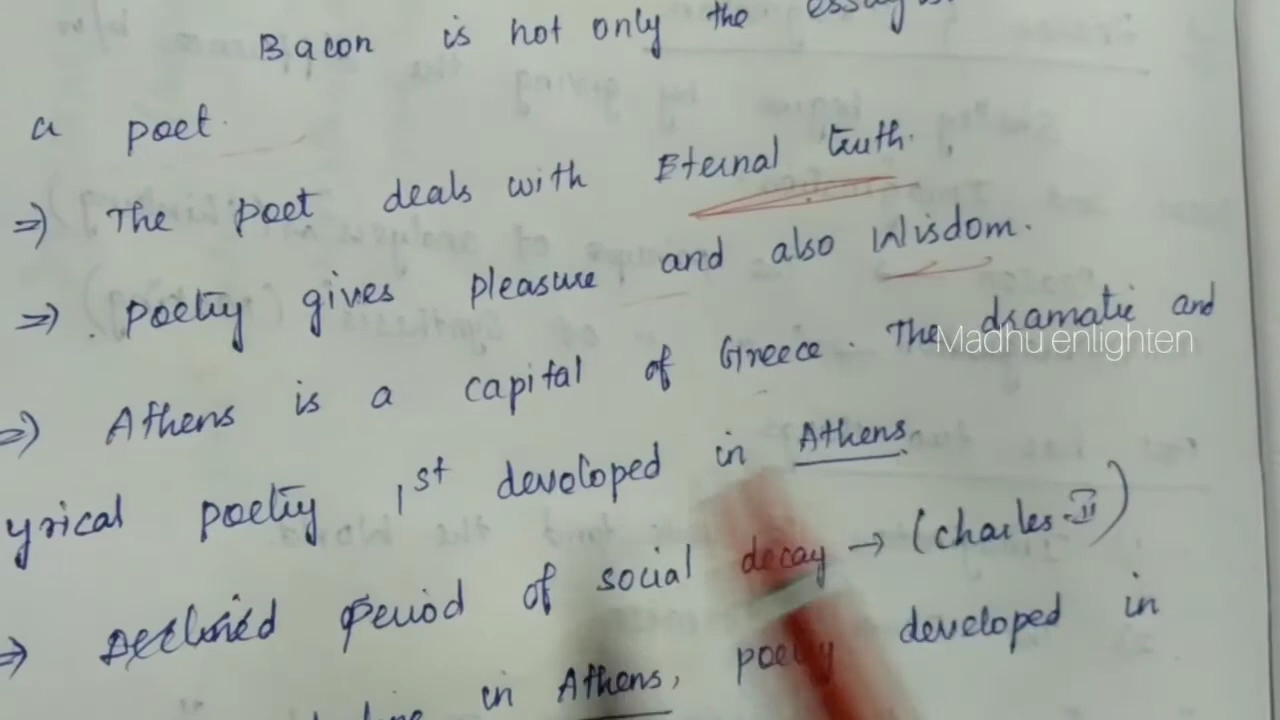 Bacon is not only the
a poet.
=> The poet deals with Eternal truth.
=> Poetry gives pleasure and also Wisdom.
=> Athens is a capital of Greece. The dramatic and
Madhu enlighten
yrical poetry 1st developed in Athens.
=> Declined period of social decay → (Charles-II)
in Athens, poetry developed in